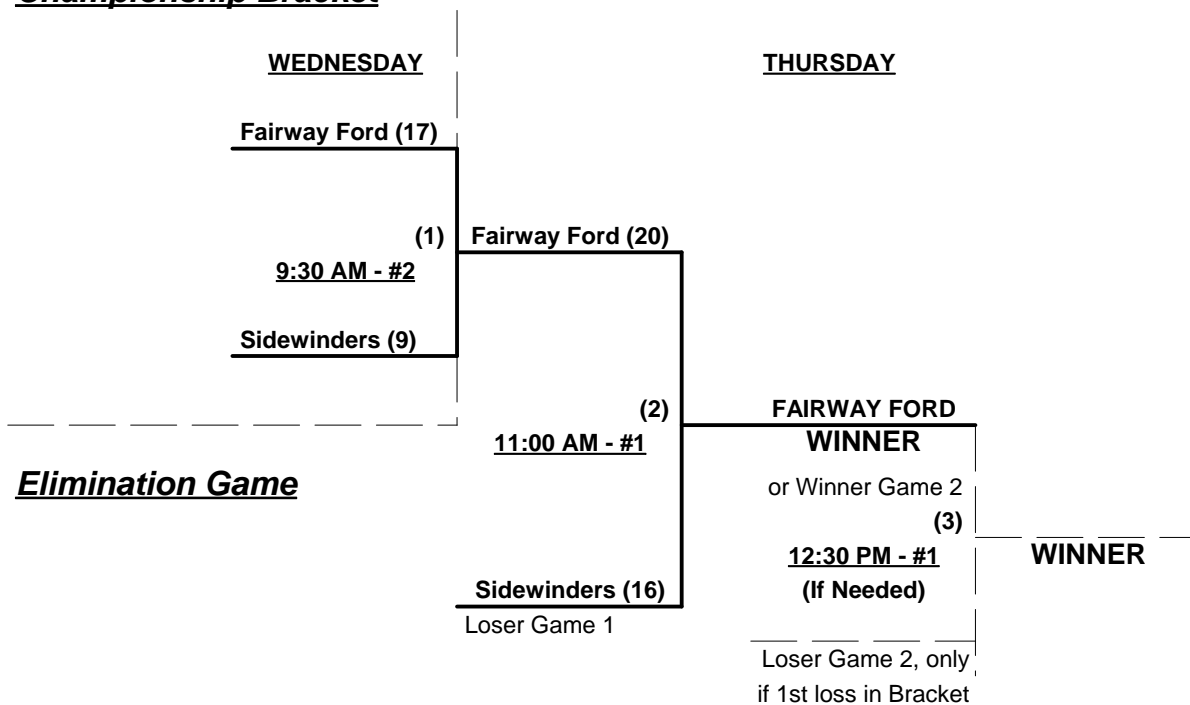 Championship Bracket
WEDNESDAY
THURSDAY
Fairway Ford (17)
(1)
Fairway Ford (20)
9:30 AM - #2
Sidewinders (9)
(2)
FAIRWAY FORD
11:00 AM - #1
WINNER
Elimination Game
or Winner Game 2
(3)
12:30 PM - #1
WINNER
Sidewinders (16)
(If Needed)
Loser Game 1
Loser Game 2, only
if 1st loss in Bracket